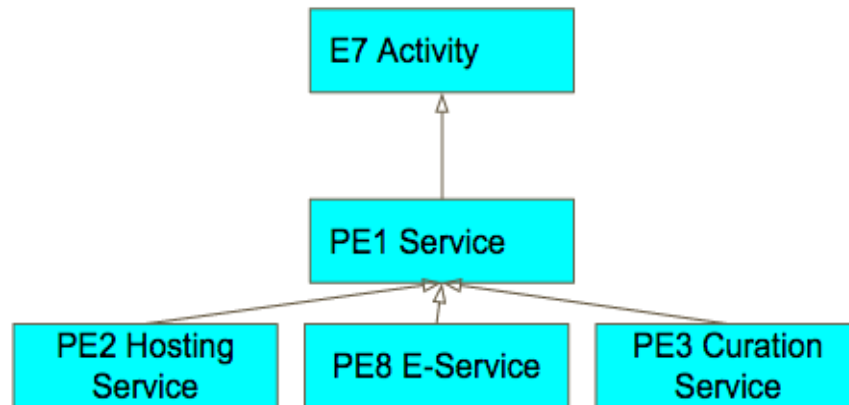 E7 Activity
PE1 Service
PE2 Hosting
Service
PE8 E-Service
PE3 Curation
Service